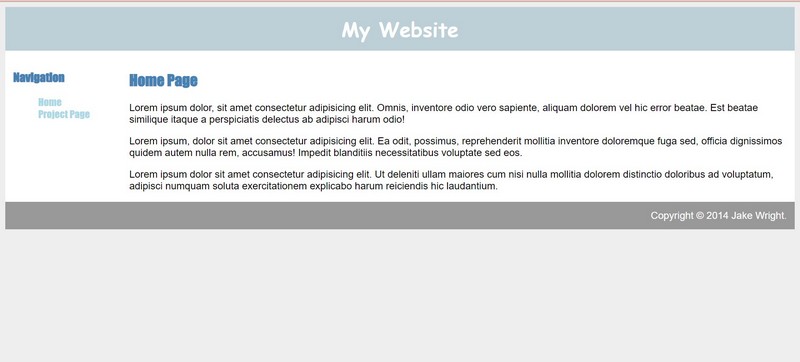 My Website
Navigation
Home
Project Page
Home Page
Lorem ipsum dolor, sit amet consectetur adipisicing elit. Omnis, inventore odio vero sapiente, aliquam dolorem vel hic error beatae. Est beatae
similique itaque a perspiciatis delectus ab adipisci harum odio!
Lorem ipsum, dolor sit amet consectetur adipisicing elit. Ea odit, possimus, reprehenderit mollitia inventore doloremque fuga sed, officia dignissimos
quidem autem nulla rem, accusamus! Impedit blanditiis necessitatibus voluptate sed eos.
Lorem ipsum dolor sit amet consectetur adipisicing elit. Ut deleniti ullam maiores cum nisi nulla mollitia dolorem distinctio doloribus ad voluptatum,
adipisci numquam soluta exercitationem explicabo harum reiciendis hic laudantium.
Copyright © 2014 Jake Wright.